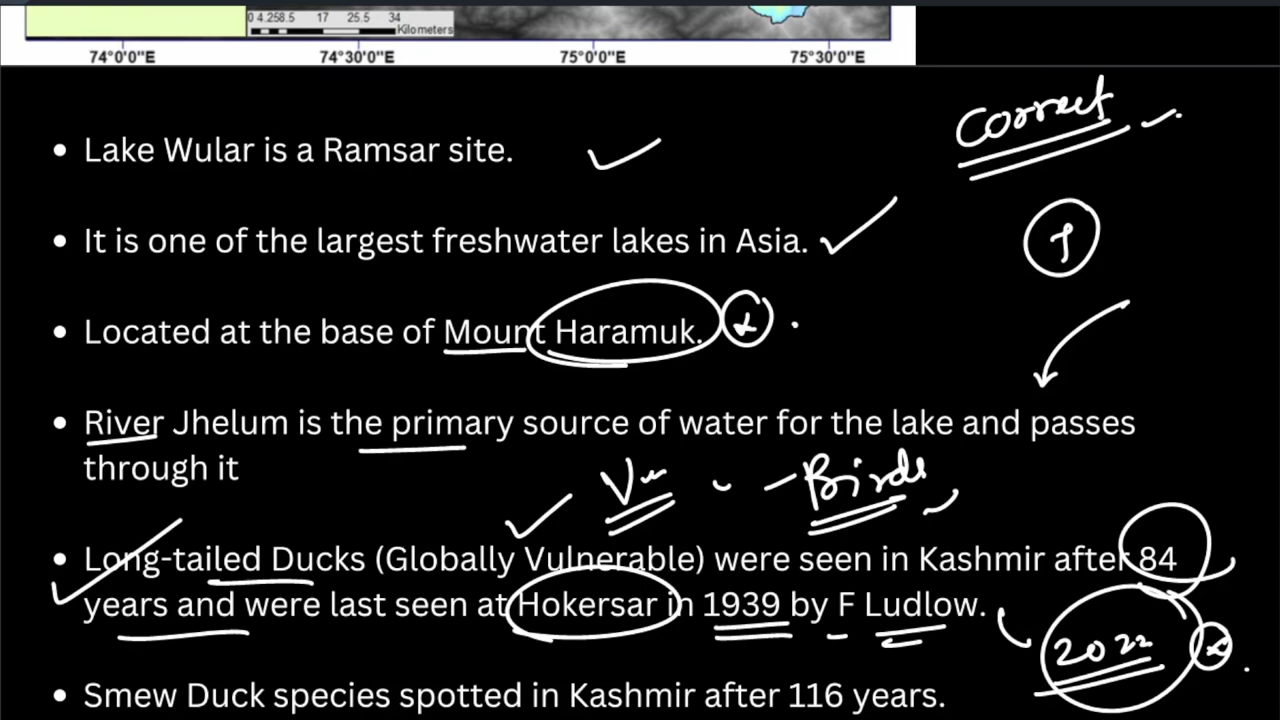 0 4.258.5 17 25.5 34
Kilometers
74°0'0"E 74°30'0"E 75°0'0"E 75°30'0"E
Correct
• Lake Wular is a Ramsar site.
• It is one of the largest freshwater lakes in Asia.
• Located at the base of Mount Haramuk.
• River Jhelum is the primary source of water for the lake and passes
through it
Birds
• Long-tailed Ducks (Globally Vulnerable) were seen in Kashmir after 84
years and were last seen at Hokersar in 1939 by F Ludlow.
2022
• Smew Duck species spotted in Kashmir after 116 years.